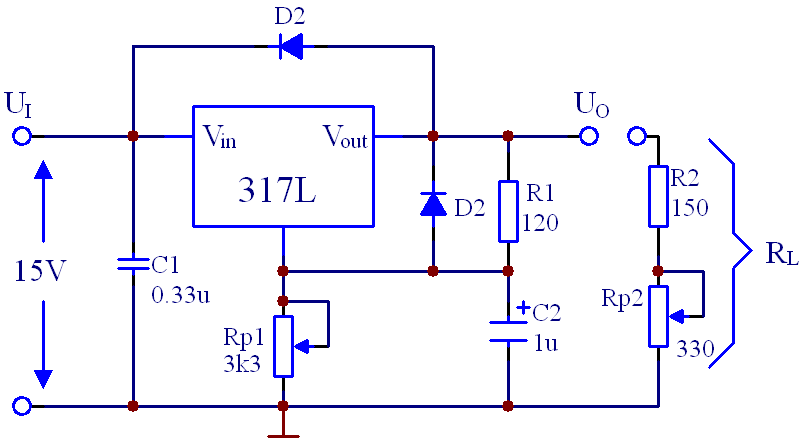 D2
UI
UO
Vin
Vout
317L
D2
R1
120
R2
150
RL
15V
C1
0.33u
Rp1
3k3
+
C2
1u
Rp2
330